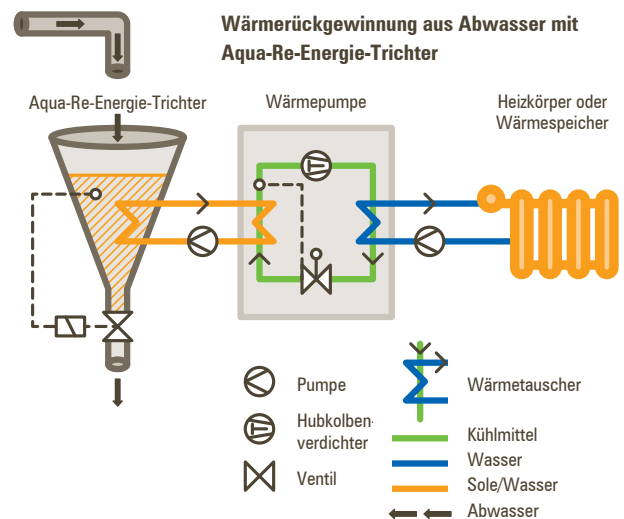 Wärmerückgewinnung aus Abwasser mit
Aqua-Re-Energie-Trichter
Aqua-Re-Energie-Trichter
Wärmepumpe
Heizkörper oder
Wärmespeicher
Pumpe
Hubkolben-
verdichter
Ventil
Wärmetauscher
Kühlmittel
Wasser
Sole/Wasser
Abwasser